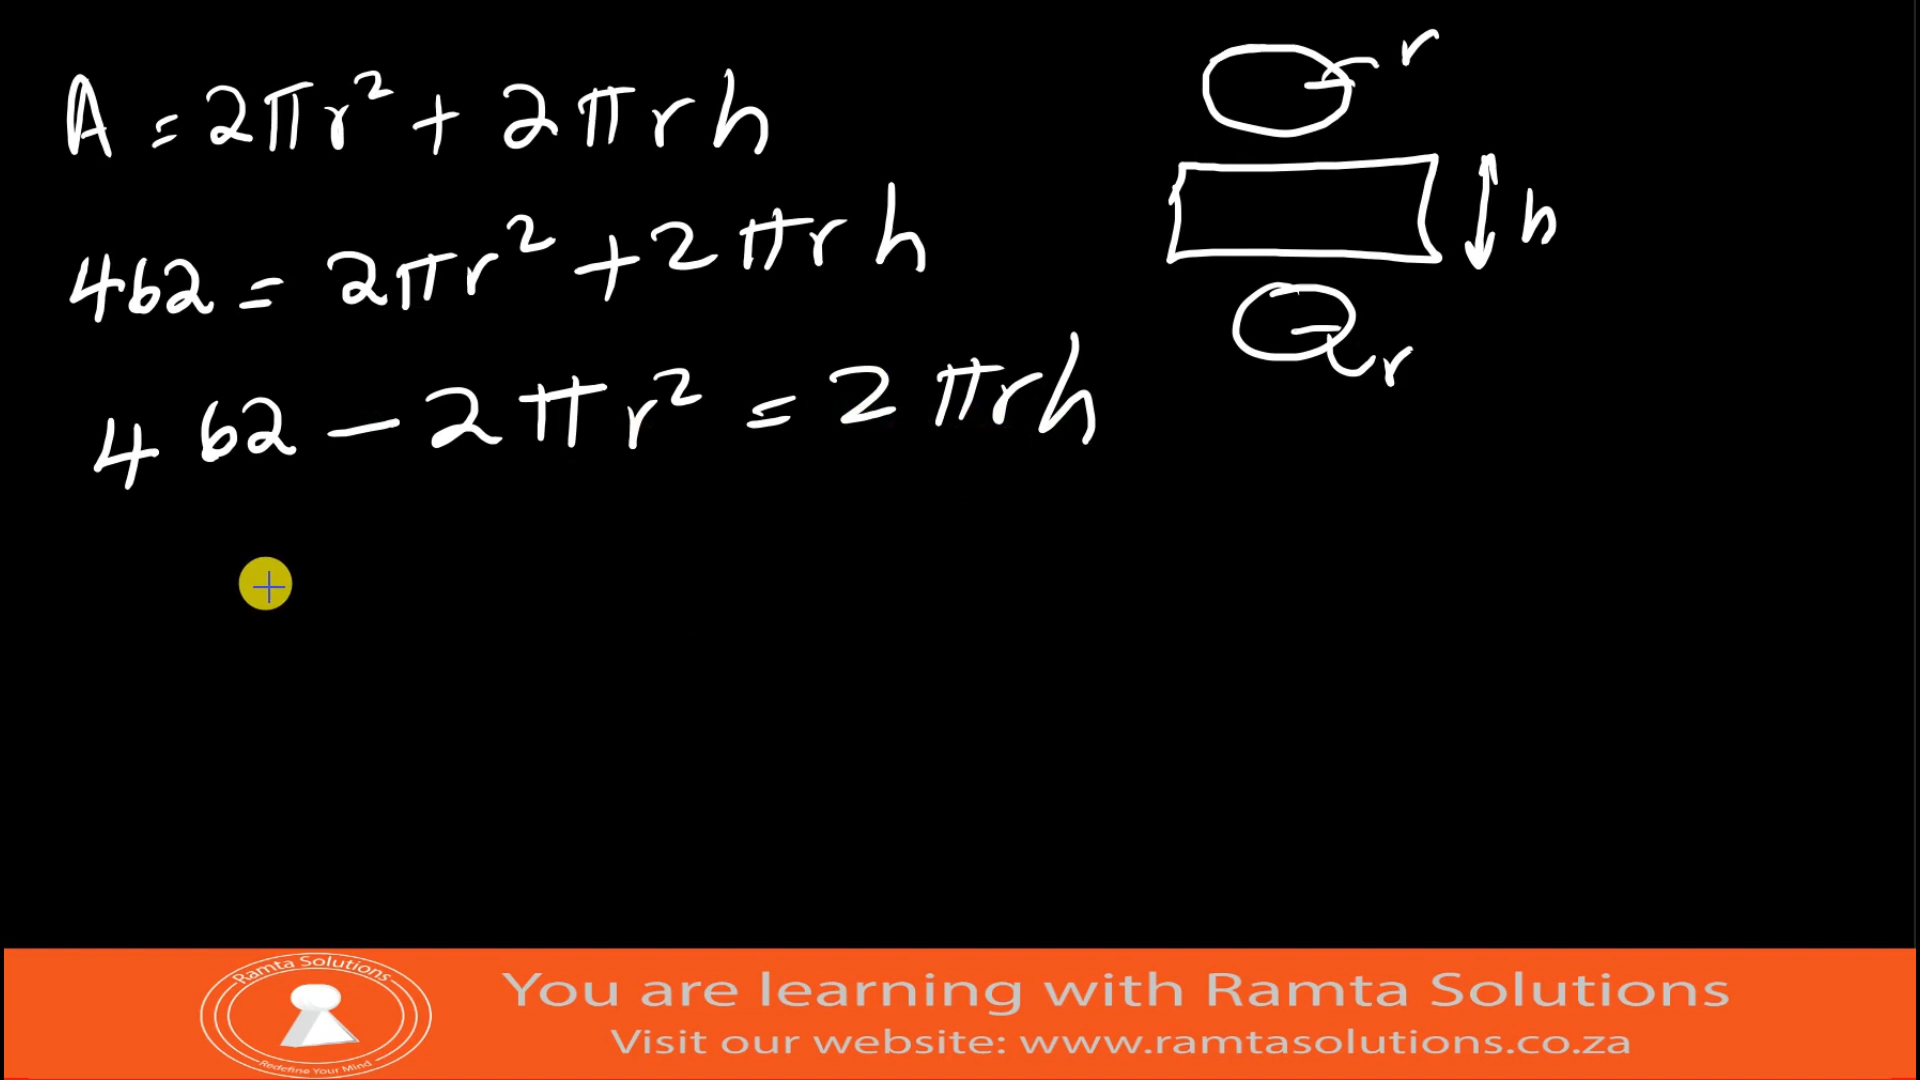 A = 2πr² + 2πrh
462 = 2πr² + 2πrh
462 − 2πr² = 2πrh
r
h
r
Ramta Solutions
Redefine Your Mind
You are learning with Ramta Solutions
Visit our website: www.ramtasolutions.co.za